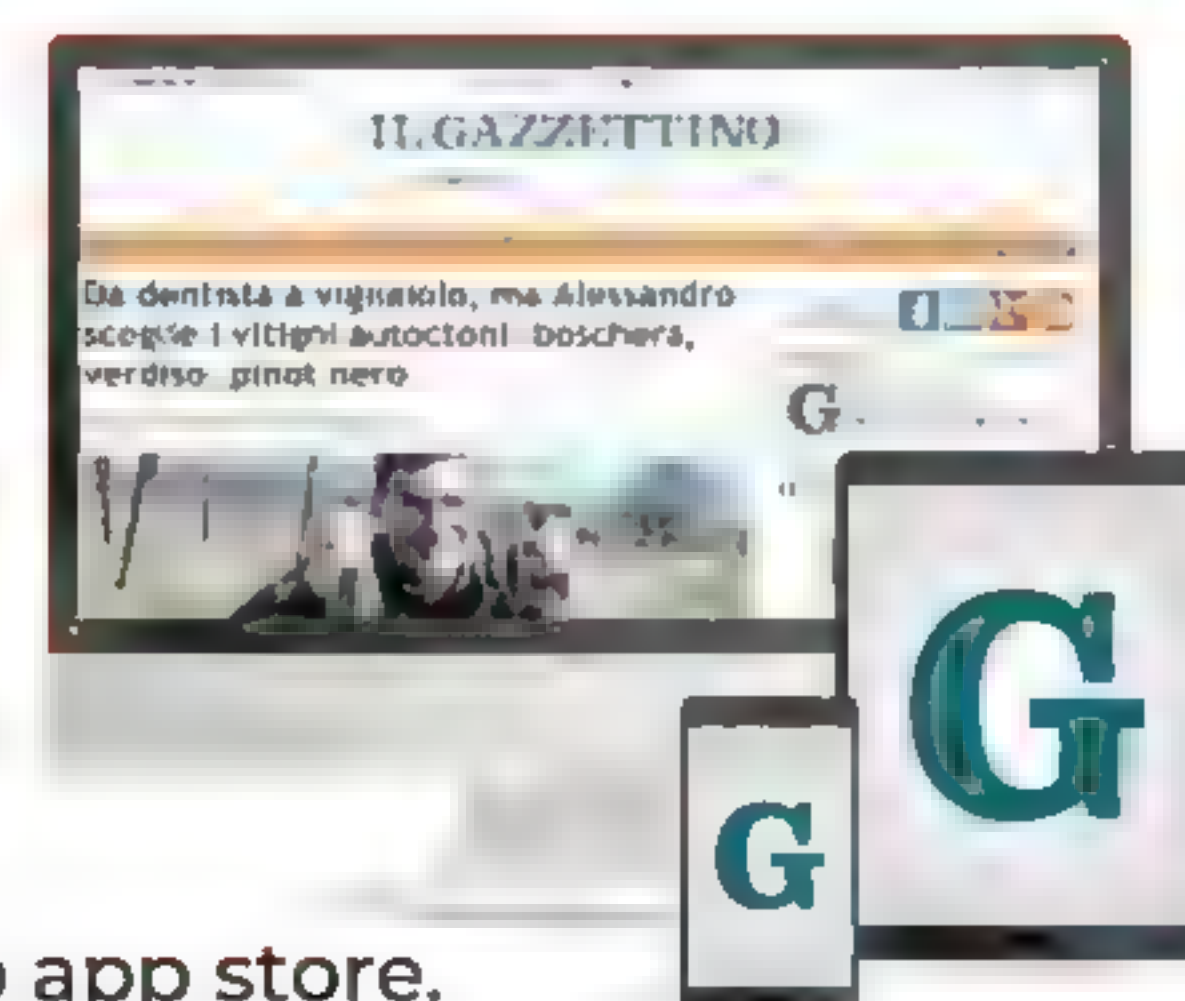 IL GAZZETTINO
Da dentista a vignaiolo, ma Alessandro
sceglie i vitigni autoctoni boschera,
verdiso pinot nero
G
G
G
app store.